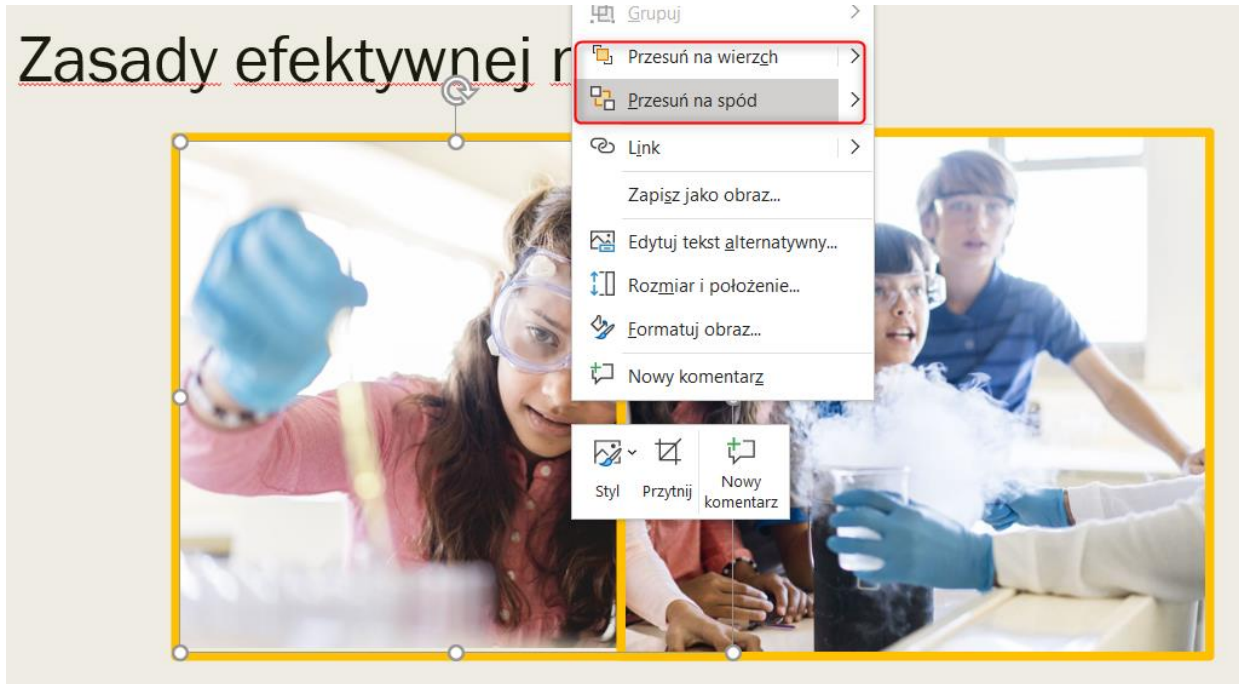 Zasady efektywnej
Grupuj
Przesuń na wierzch
Przesuń na spód
Link
Zapisz jako obraz...
Edytuj tekst alternatywny...
Rozmiar i położenie...
Formatuj obraz...
Nowy komentarz
Styl
Przytnij
Nowy
komentarz